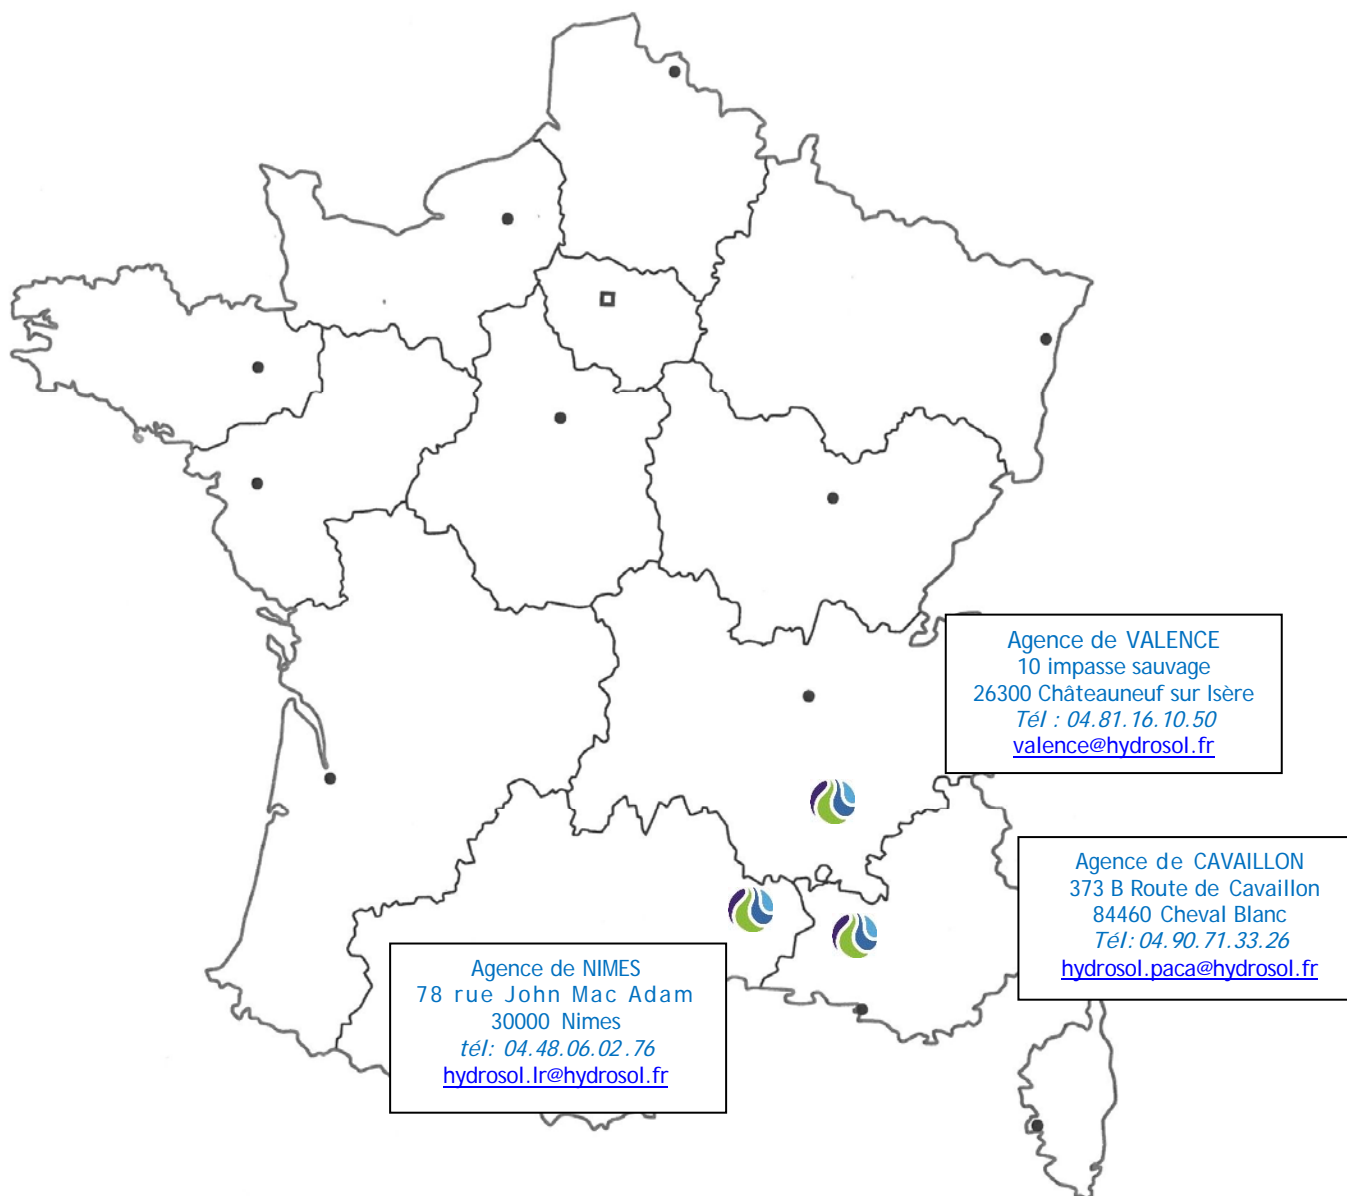 Agence de VALENCE
10 impasse sauvage
26300 Châteauneuf sur Isère
Tél : 04.81.16.10.50
valence@hydrosol.fr
Agence de CAVAILLON
373 B Route de Cavaillon
84460 Cheval Blanc
Tél: 04.90.71.33.26
hydrosol.paca@hydrosol.fr
Agence de NIMES
78 rue John Mac Adam
30000 Nimes
tél: 04.48.06.02.76
hydrosol.lr@hydrosol.fr